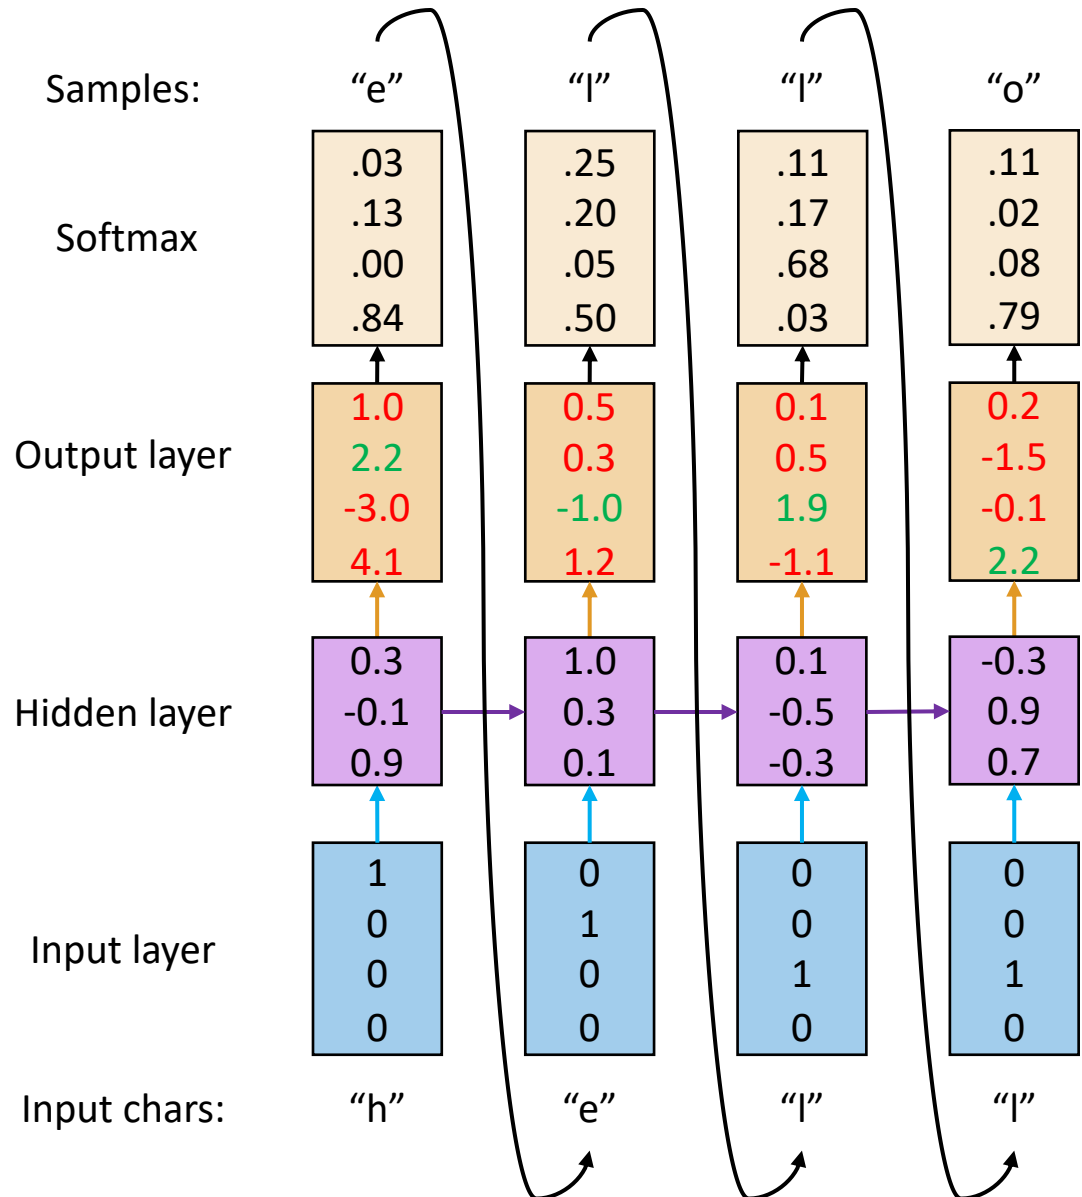 Samples: “e” “l” “l” “o”
Softmax
.03 .25 .11 .11
.13 .20 .17 .02
.00 .05 .68 .08
.84 .50 .03 .79
Output layer
1.0 0.5 0.1 0.2
2.2 0.3 0.5 -1.5
-3.0 -1.0 1.9 -0.1
4.1 1.2 -1.1 2.2
Hidden layer
0.3 1.0 0.1 -0.3
-0.1 0.3 -0.5 0.9
0.9 0.1 -0.3 0.7
Input layer
1 0 0 0
0 1 0 0
0 0 1 1
0 0 0 0
Input chars: “h” “e” “l” “l”